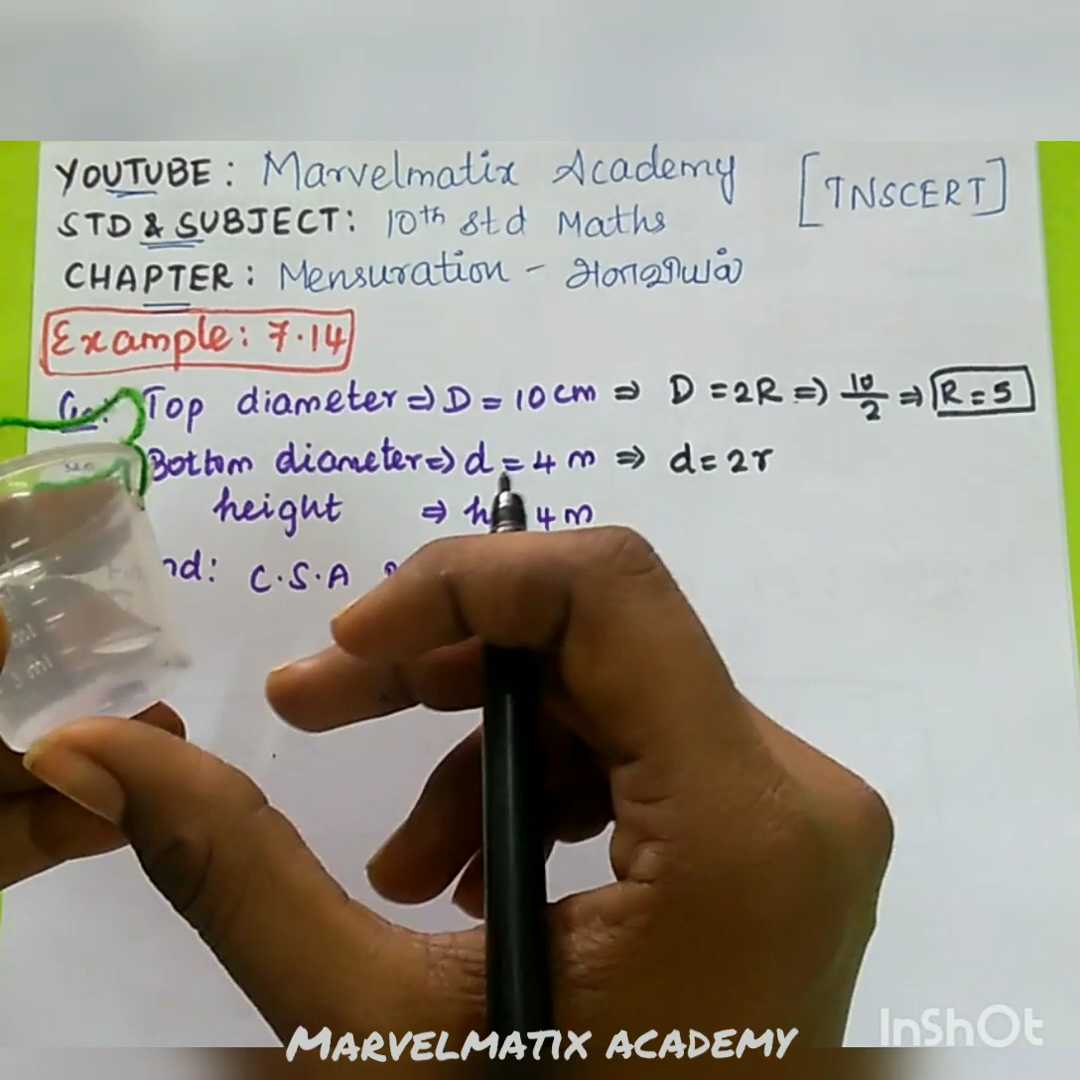 YOUTUBE: Marvelmatix Academy [TNSCERT]
STD & SUBJECT: 10th std Maths
CHAPTER: Mensuration - அளவியல்
Example: 7.14
Top diameter ⇒ D = 10 cm ⇒ D = 2R ⇒ 10/2 ⇒ R = 5
Bottom diameter ⇒ d = 4 m ⇒ d = 2r
height ⇒ h 4 m
nd: C.S.A
MARVELMATIX ACADEMY
InShOt